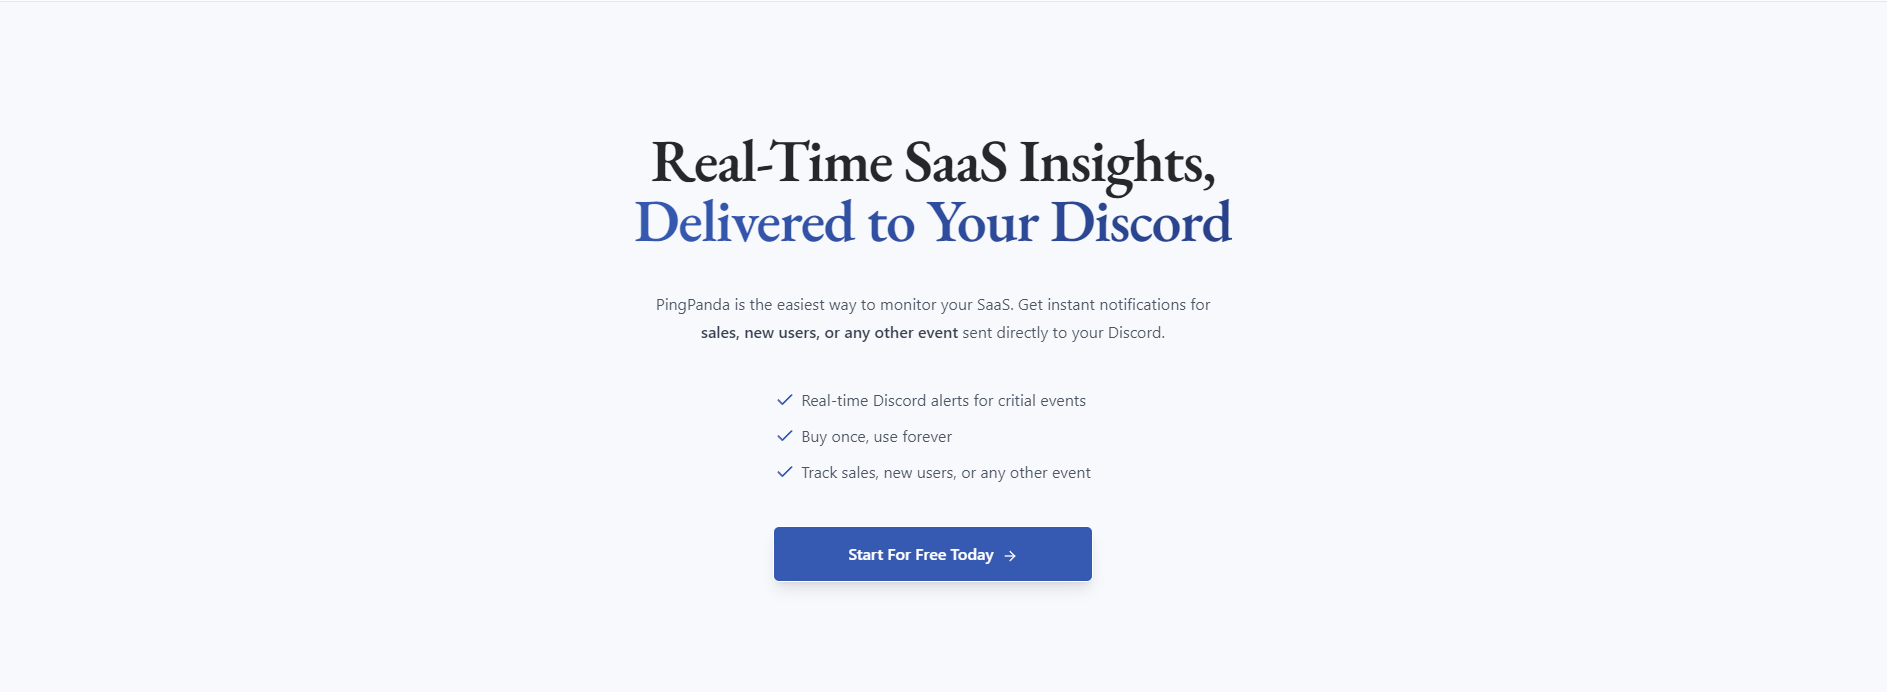 Real-Time SaaS Insights,
Delivered to Your Discord
PingPanda is the easiest way to monitor your SaaS. Get instant notifications for
sales, new users, or any other event sent directly to your Discord.
Real-time Discord alerts for critial events
Buy once, use forever
Track sales, new users, or any other event
Start For Free Today →